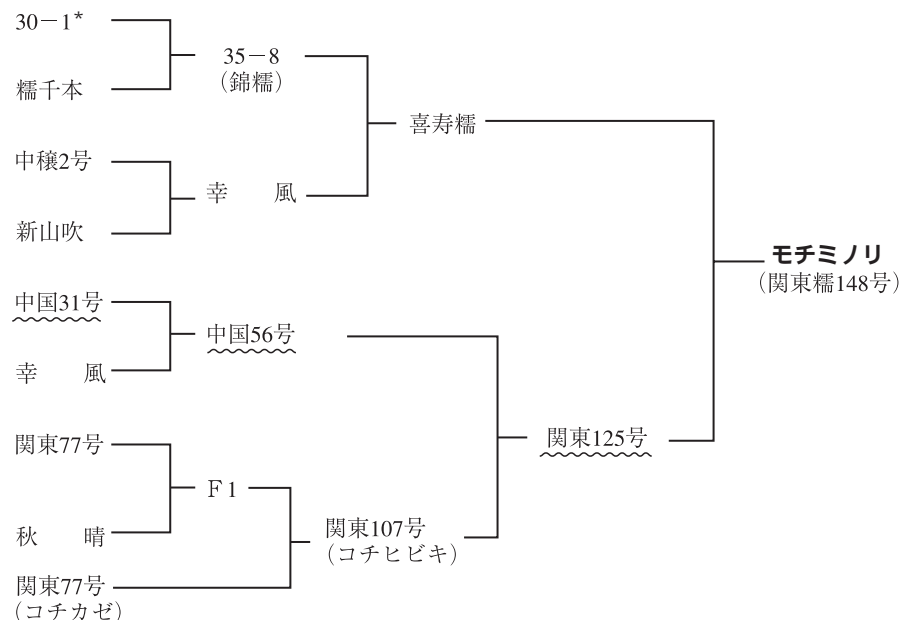 30−1*
35−8
(錦糯)
糯千本
喜寿糯
中穣2号
幸　　風
新山吹
モチミノリ
(関東糯148号)
中国31号
中国56号
幸　　風
関東125号
関東77号
F1
秋　　晴
関東107号
(コチヒビキ)
関東77号
(コチカゼ)